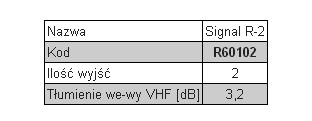 Nazwa Signal R-2
Kod R60102
Ilość wyjść 2
Tłumienie we-wy VHF [dB] 3,2